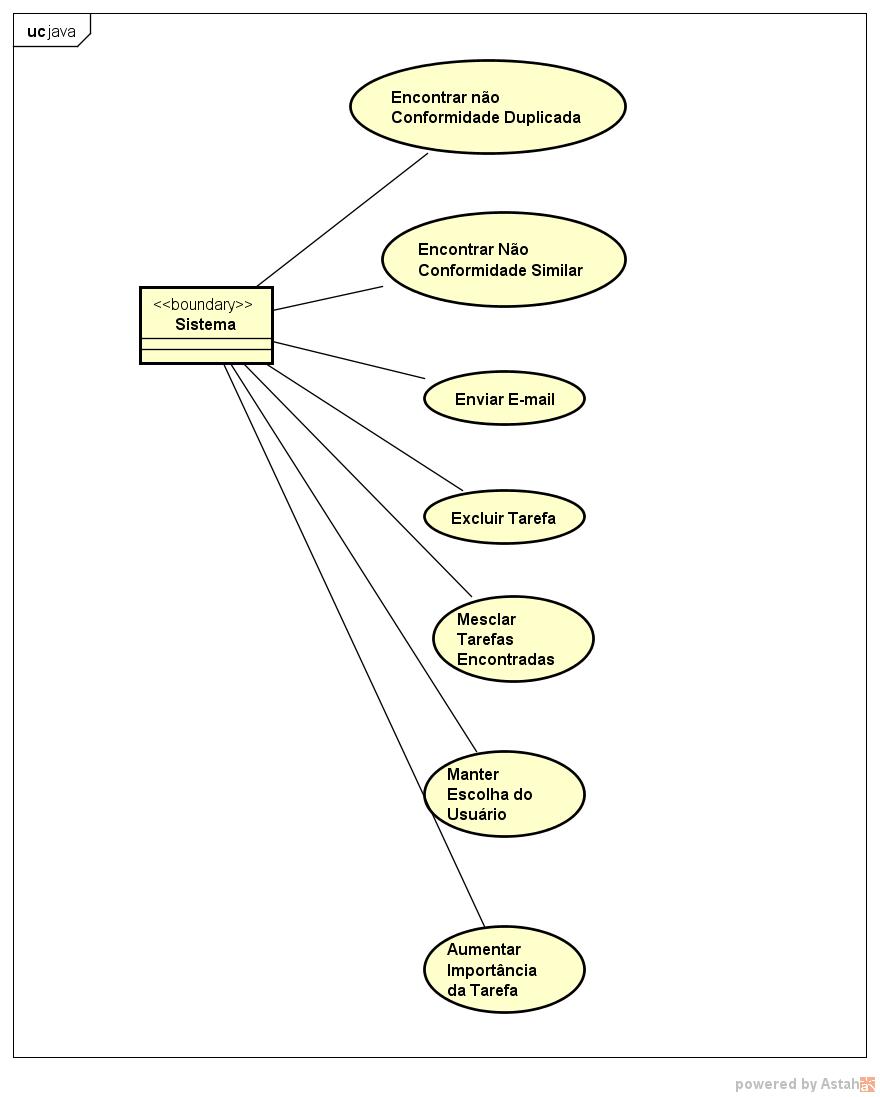 uc java
Encontrar não
Conformidade Duplicada
Encontrar Não
Conformidade Similar
<<boundary>>
Sistema
Enviar E-mail
Excluir Tarefa
Mesclar
Tarefas
Encontradas
Manter
Escolha do
Usuário
Aumentar
Importância
da Tarefa
powered by Astah